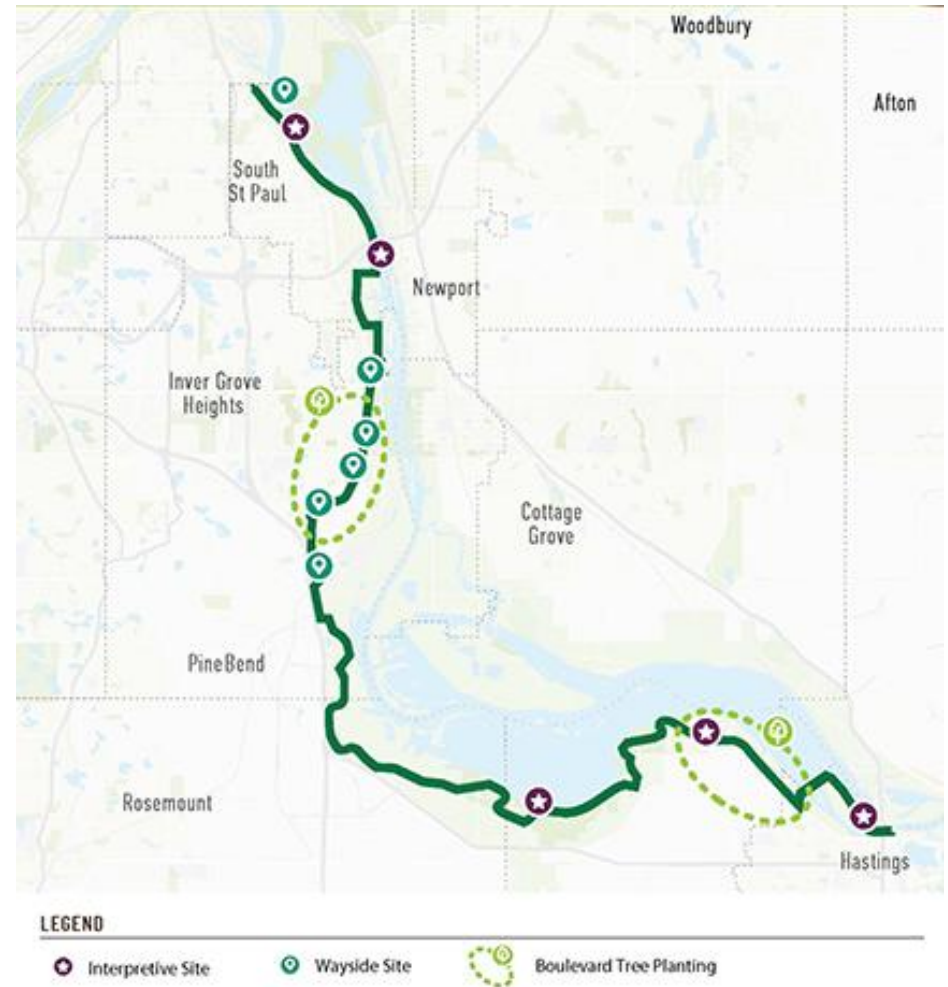 Woodbury
Afton
South
St Paul
Newport
Inver Grove
Heights
Cottage
Grove
PineBend
Rosemount
Hastings
LEGEND
Interpretive Site
Wayside Site
Boulevard Tree Planting